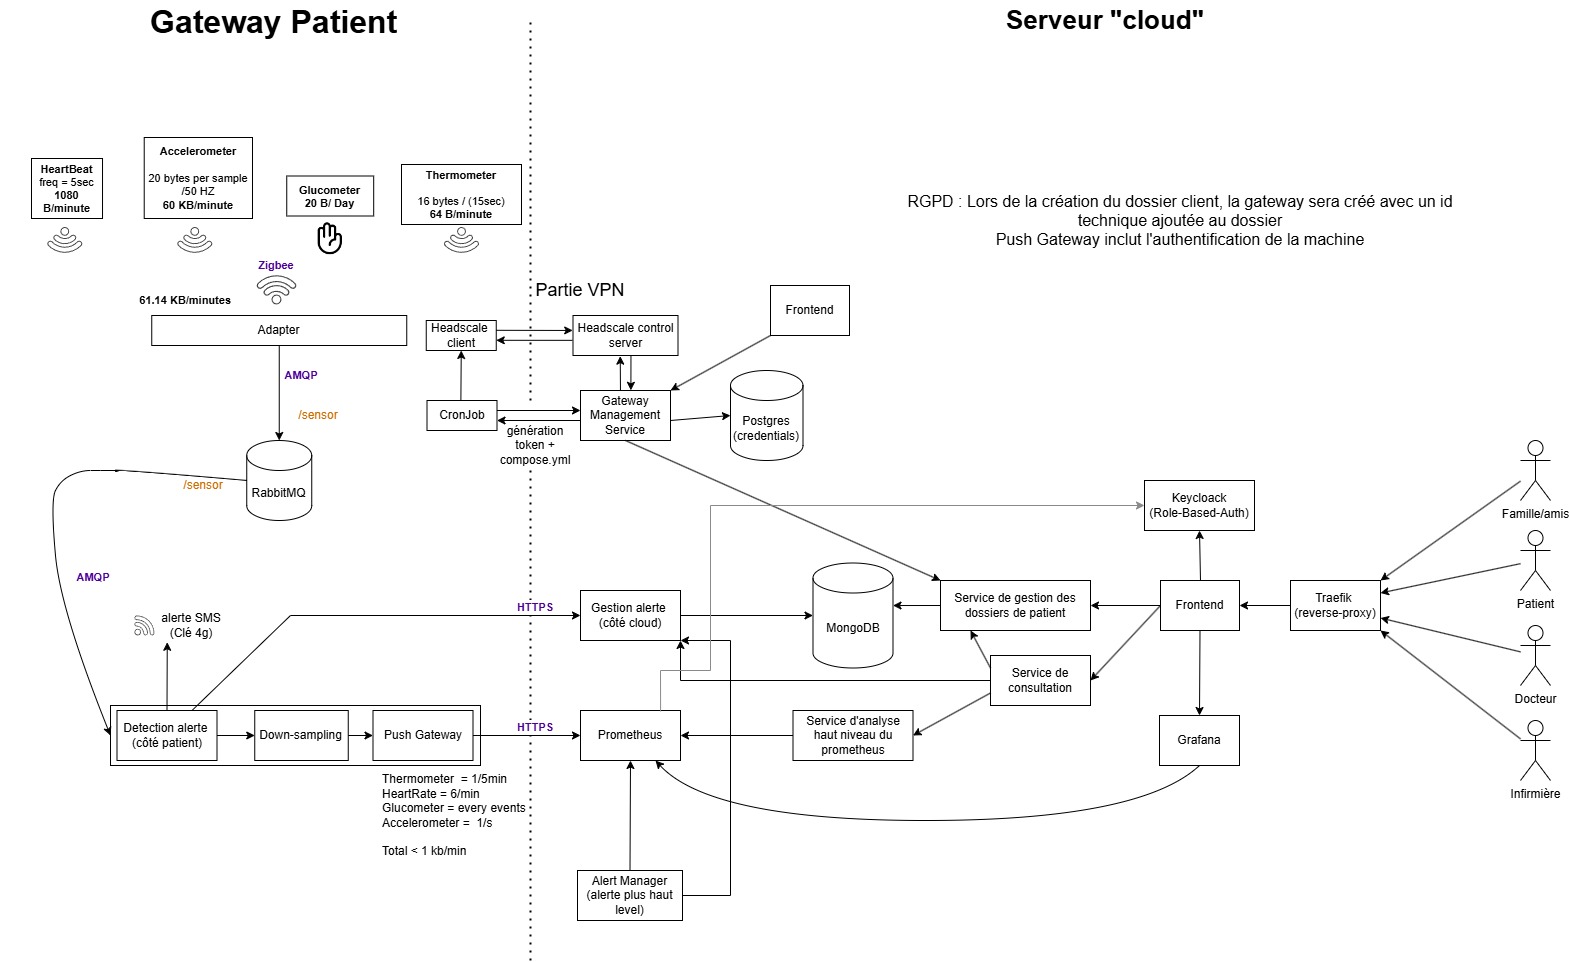 Gateway Patient
Serveur "cloud"
HeartBeat
freq = 5sec
1080
B/minute
Accelerometer
20 bytes per sample
/50 HZ
60 KB/minute
Glucometer
20 B/ Day
Thermometer
16 bytes / (15sec)
64 B/minute
RGPD : Lors de la création du dossier client, la gateway sera créé avec un id
technique ajoutée au dossier
Push Gateway inclut l'authentification de la machine
Zigbee
61.14 KB/minutes
Adapter
AMQP
/sensor
RabbitMQ
/sensor
AMQP
Partie VPN
Headscale
client
Headscale control
server
Frontend
CronJob
Gateway
Management
Service
Postgres
(credentials)
génération
token +
compose.yml
Keycloack
(Role-Based-Auth)
Famille/amis
Patient
Docteur
Infirmière
alerte SMS
(Clé 4g)
HTTPS
Gestion alerte
(côté cloud)
MongoDB
Service de gestion des
dossiers de patient
Frontend
Traefik
(reverse-proxy)
Service de
consultation
Detection alerte
(côté patient)
Down-sampling
Push Gateway
HTTPS
Prometheus
Service d'analyse
haut niveau du
prometheus
Grafana
Thermometer = 1/5min
HeartRate = 6/min
Glucometer = every events
Accelerometer = 1/s
Total < 1 kb/min
Alert Manager
(alerte plus haut
level)